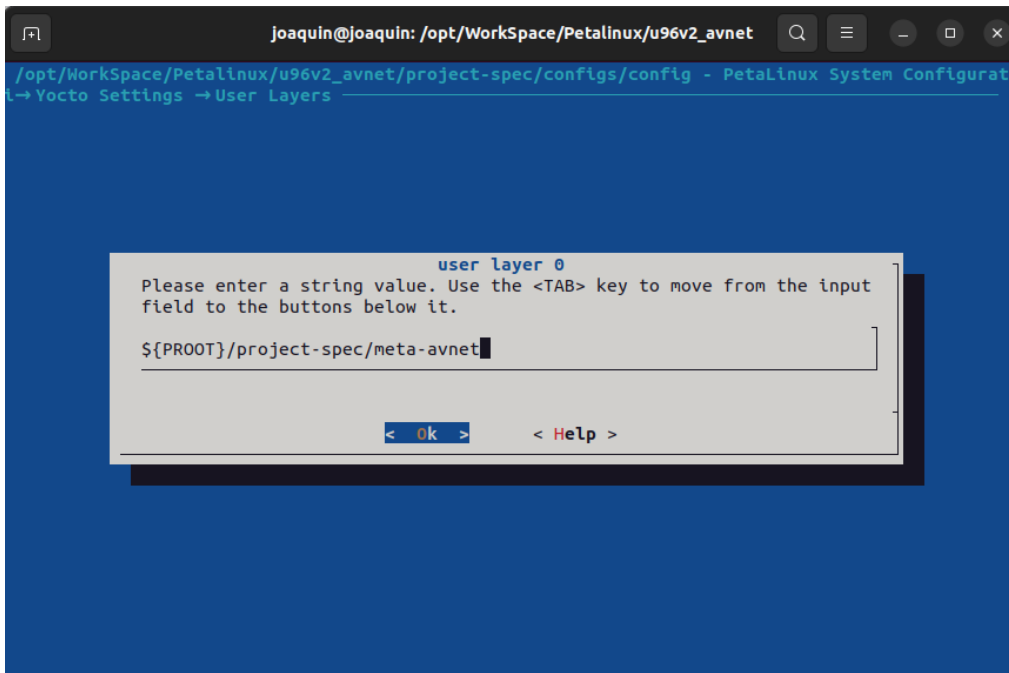 joaquin@joaquin: /opt/WorkSpace/Petalinux/u96v2_avnet
/opt/WorkSpace/Petalinux/u96v2_avnet/project-spec/configs/config - PetaLinux System Configurat
i→ Yocto Settings → User Layers
user layer 0
Please enter a string value. Use the <TAB> key to move from the input
field to the buttons below it.
${PROOT}/project-spec/meta-avnet
< Ok > < Help >